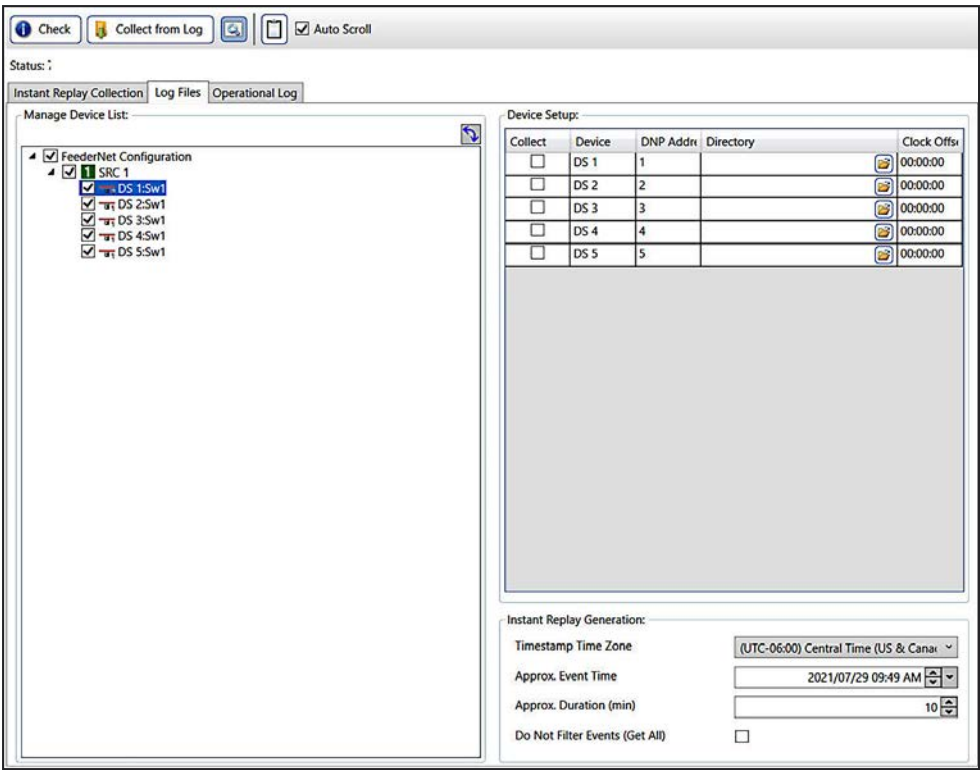 Check Collect from Log Auto Scroll
Status: :
Instant Replay Collection Log Files Operational Log
Manage Device List:
FeederNet Configuration
1 SRC 1
DS 1:Sw1
DS 2:Sw1
DS 3:Sw1
DS 4:Sw1
DS 5:Sw1
Device Setup:
Collect Device DNP Addre Directory Clock Offse
DS 1 1 00:00:00
DS 2 2 00:00:00
DS 3 3 00:00:00
DS 4 4 00:00:00
DS 5 5 00:00:00
Instant Replay Generation:
Timestamp Time Zone (UTC-06:00) Central Time (US & Canac
Approx. Event Time 2021/07/29 09:49 AM
Approx. Duration (min) 10
Do Not Filter Events (Get All)